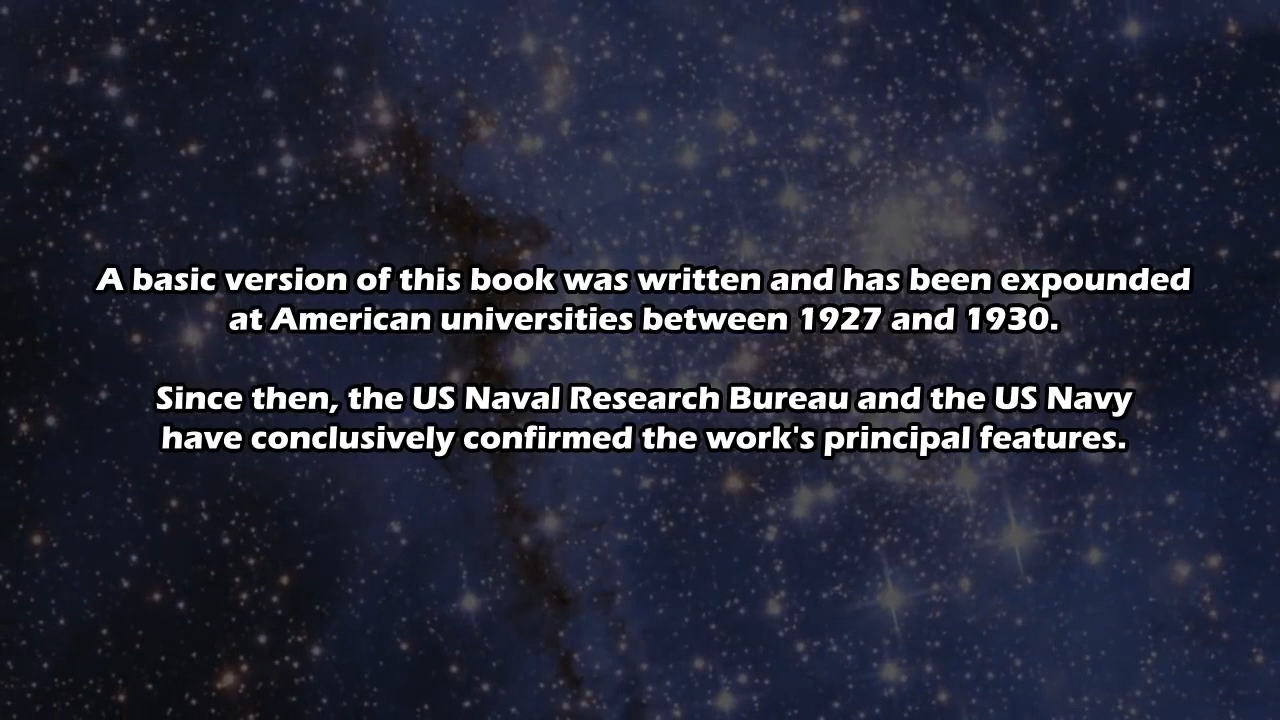 A basic version of this book was written and has been expounded
at American universities between 1927 and 1930.
Since then, the US Naval Research Bureau and the US Navy
have conclusively confirmed the work's principal features.